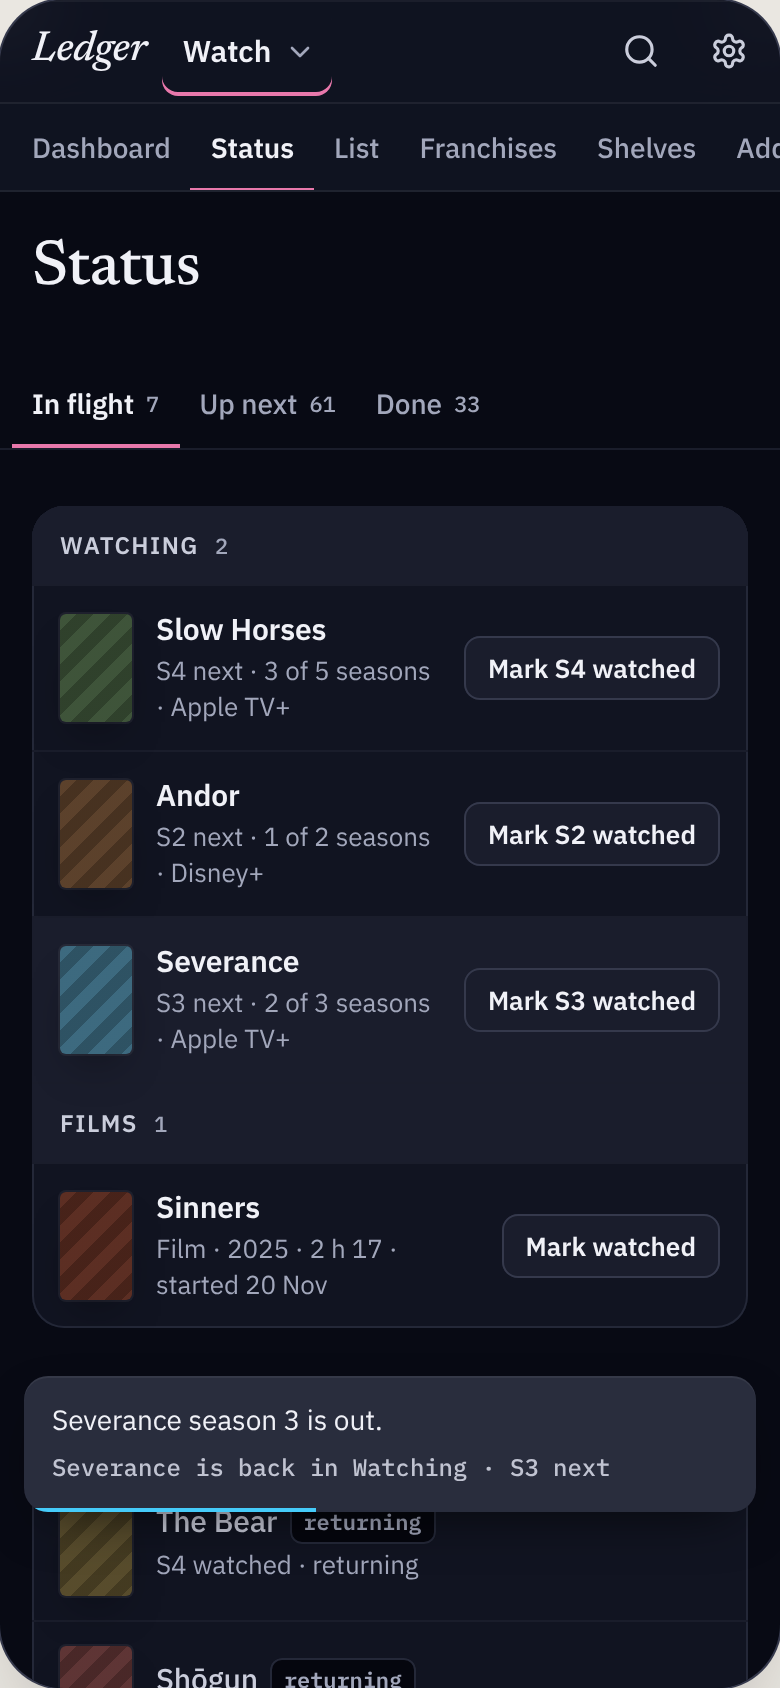 Ledger Watch
Dashboard Status List Franchises Shelves Add
Status
In flight 7 Up next 61 Done 33
WATCHING 2
Slow Horses
S4 next · 3 of 5 seasons
· Apple TV+
Mark S4 watched
Andor
S2 next · 1 of 2 seasons
· Disney+
Mark S2 watched
Severance
S3 next · 2 of 3 seasons
· Apple TV+
Mark S3 watched
FILMS 1
Sinners
Film · 2025 · 2 h 17 ·
started 20 Nov
Mark watched
Severance season 3 is out.
Severance is back in Watching · S3 next
The Bear returning
S4 watched · returning
Shōgun returning